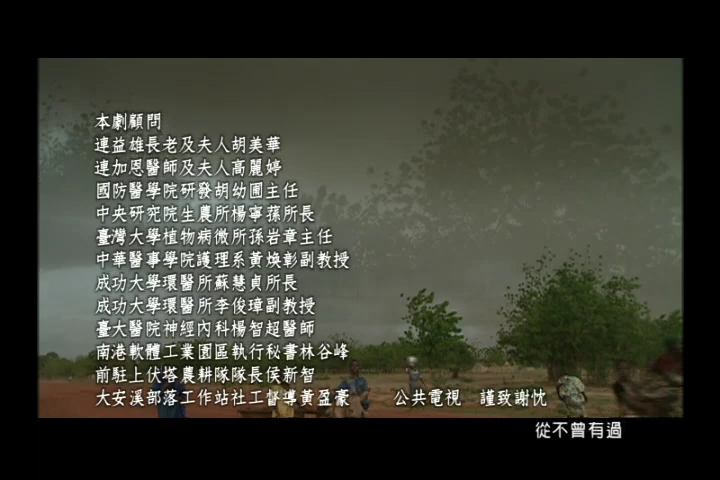 本劇顧問
連益雄長老及夫人胡美華
連加恩醫師及夫人高麗婷
國防醫學院研發胡幼圃主任
中央研究院生農所楊寧蓀所長
臺灣大學植物病微所孫岩章主任
中華醫事學院護理系黃煥彰副教授
成功大學環醫所蘇慧貞所長
成功大學環醫所李俊璋副教授
臺大醫院神經內科楊智超醫師
南港軟體工業園區執行秘書林谷峰
前駐上伏塔農耕隊隊長侯新智
大安溪部落工作站社工督導黃盈豪 公共電視 謹致謝忱
從不曾有過